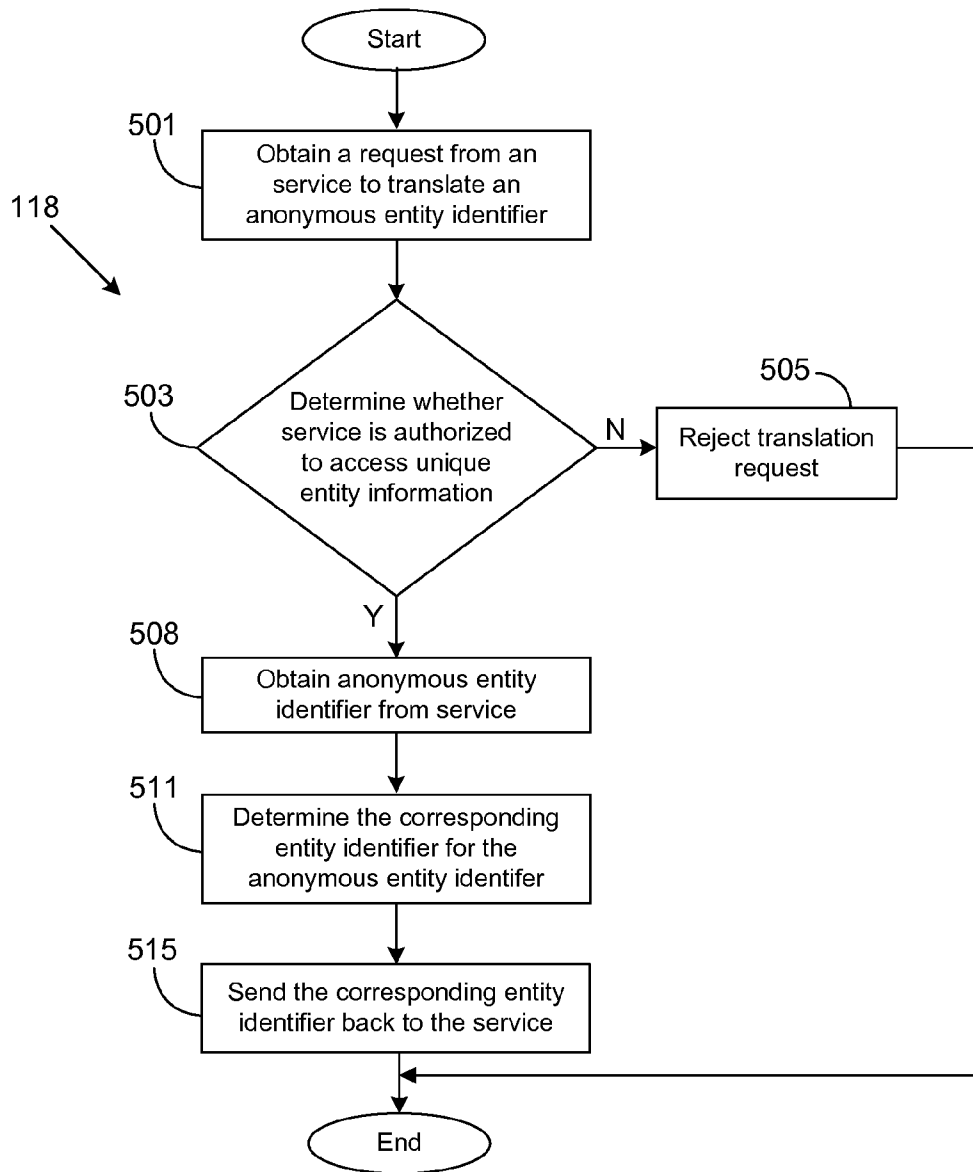 Start
501
Obtain a request from an
service to translate an
anonymous entity identifier
118
503
Determine whether
service is authorized
to access unique
entity information
N
505
Reject translation
request
Y
508
Obtain anonymous entity
identifier from service
511
Determine the corresponding
entity identifier for the
anonymous entity identifer
515
Send the corresponding entity
identifier back to the service
End